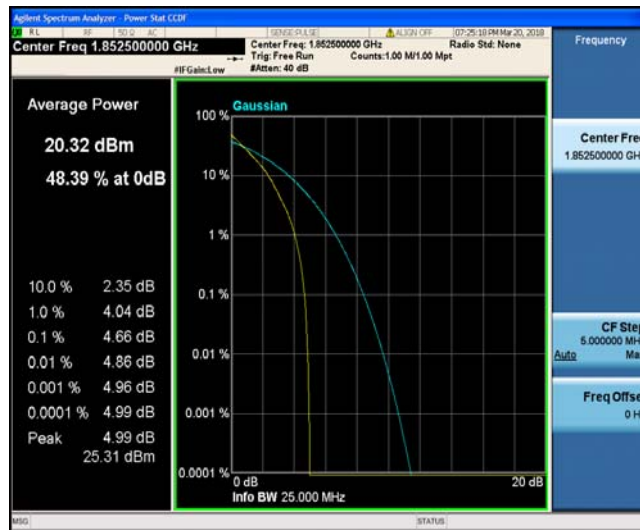 Agilent Spectrum Analyzer - Power Stat CCDF
RL RF 50 Ω AC SENSE:PULSE ALIGN OFF 07:25:18 PM Mar 20, 2018
Center Freq 1.852500000 GHz
Center Freq: 1.852500000 GHz Radio Std: None
Trig: Free Run Counts:1.00 M/1.00 Mpt
#IFGain:Low #Atten: 40 dB
Frequency
Average Power
20.32 dBm
48.39 % at 0dB
10.0 % 2.35 dB
1.0 % 4.04 dB
0.1 % 4.66 dB
0.01 % 4.86 dB
0.001 % 4.96 dB
0.0001 % 4.99 dB
Peak 4.99 dB
25.31 dBm
Gaussian
100 %
10 %
1 %
0.1 %
0.01 %
0.001 %
0.0001 %
0 dB 20 dB
Info BW 25.000 MHz
Center Fre
1.852500000 GH
CF Step
5.000000 MH
Auto Ma
Freq Offse
0 H
MSG STATUS